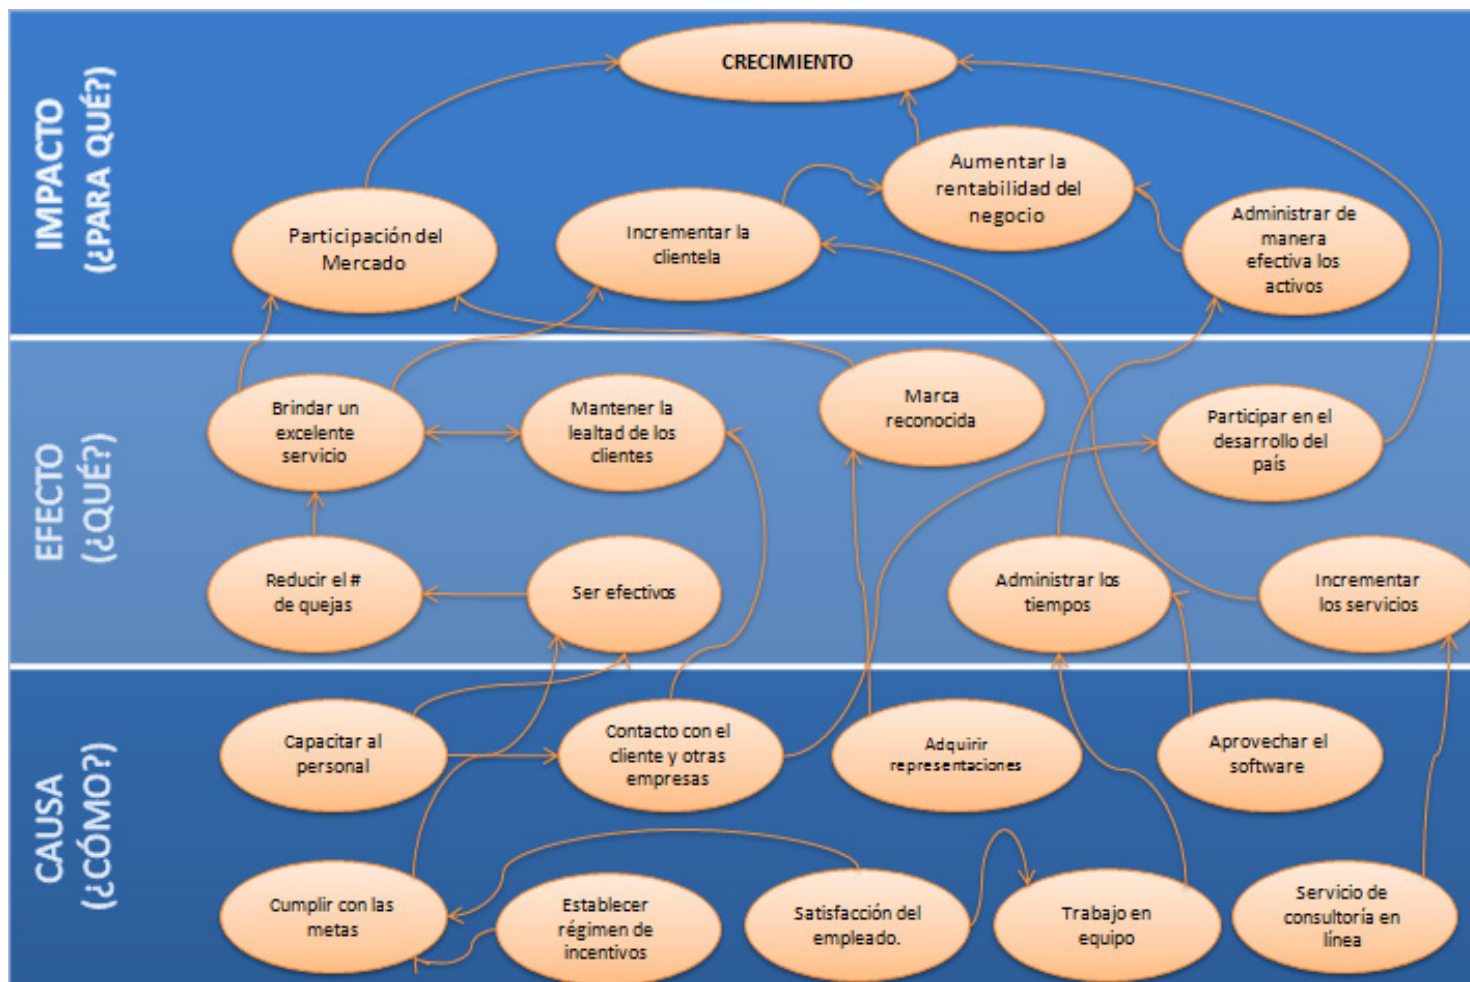 IMPACTO
(¿PARA QUÉ?)
CRECIMIENTO
Aumentar la
rentabilidad del
negocio
Participación del
Mercado
Incrementar la
clientela
Administrar de
manera
efectiva los
activos
EFECTO
(¿QUÉ?)
Brindar un
excelente
servicio
Mantener la
lealtad de los
clientes
Marca
reconocida
Participar en el
desarrollo del
país
Reducir el #
de quejas
Ser efectivos
Administrar los
tiempos
Incrementar
los servicios
CAUSA
(¿CÓMO?)
Capacitar al
personal
Contacto con el
cliente y otras
empresas
Adquirir
representaciones
Aprovechar el
software
Cumplir con las
metas
Establecer
régimen de
incentivos
Satisfacción del
empleado.
Trabajo en
equipo
Servicio de
consultoría en
línea